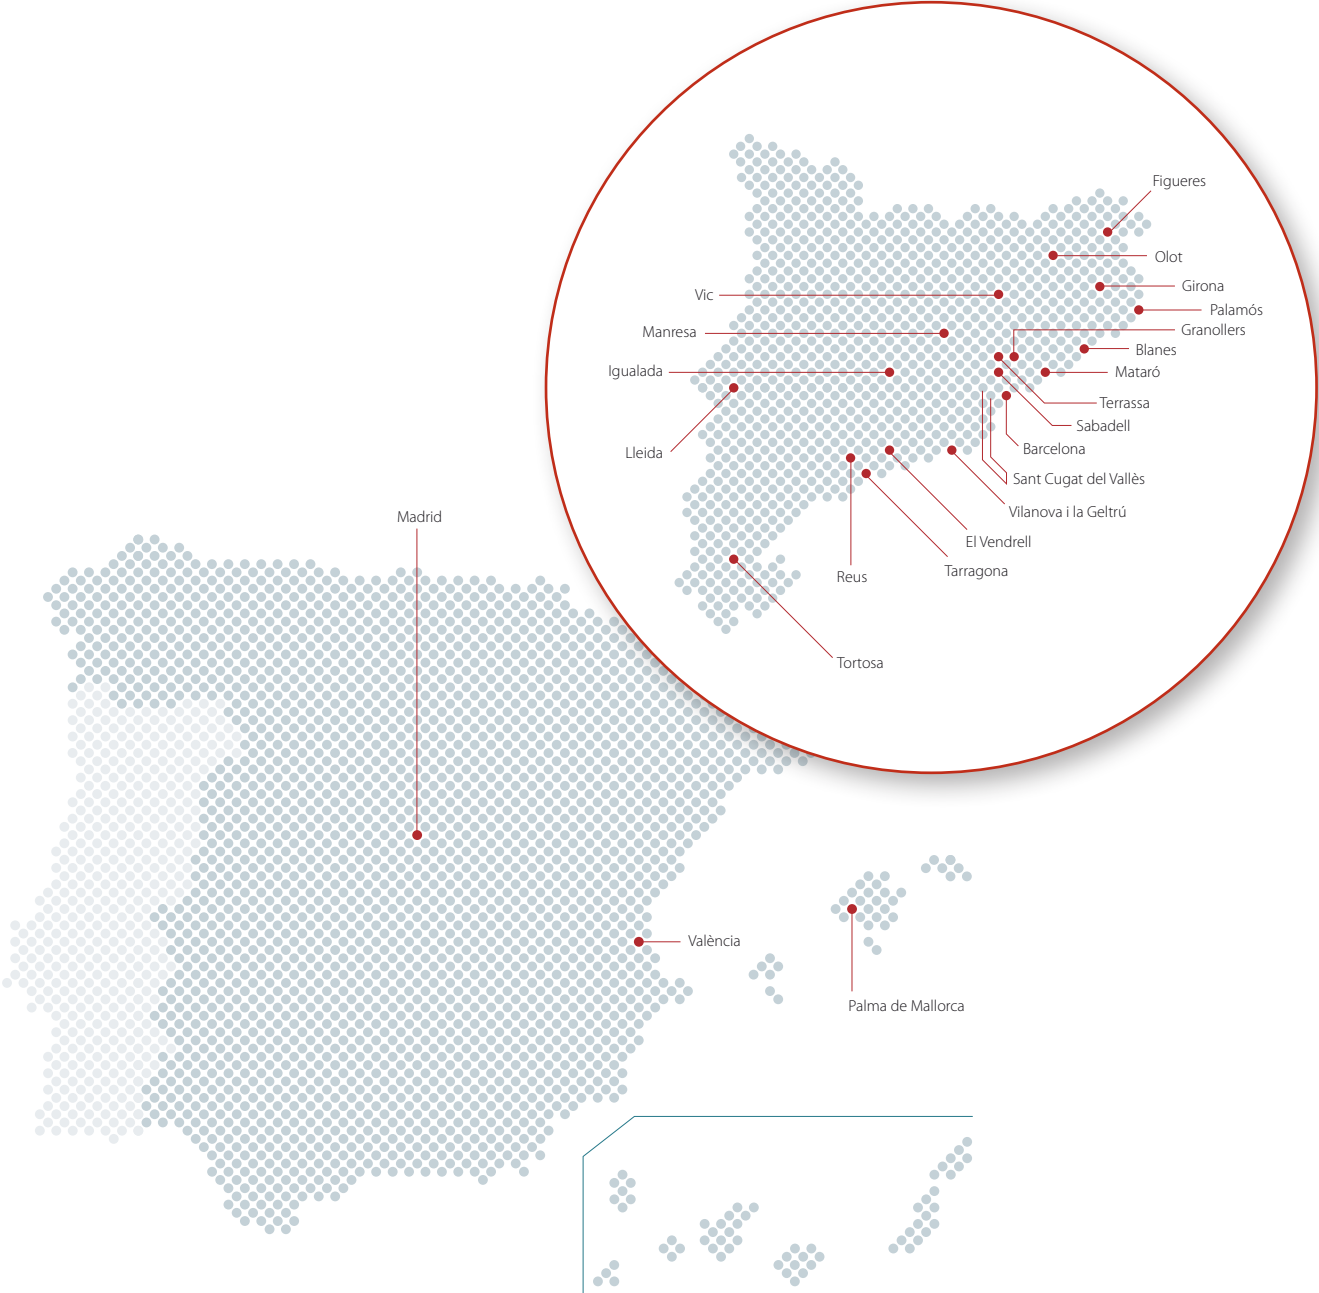 Figueres
Olot
Girona
Vic
Palamós
Granollers
Manresa
Blanes
Igualada
Mataró
Terrassa
Sabadell
Barcelona
Lleida
Sant Cugat del Vallès
Vilanova i la Geltrú
Madrid
El Vendrell
Tarragona
Reus
Tortosa
València
Palma de Mallorca